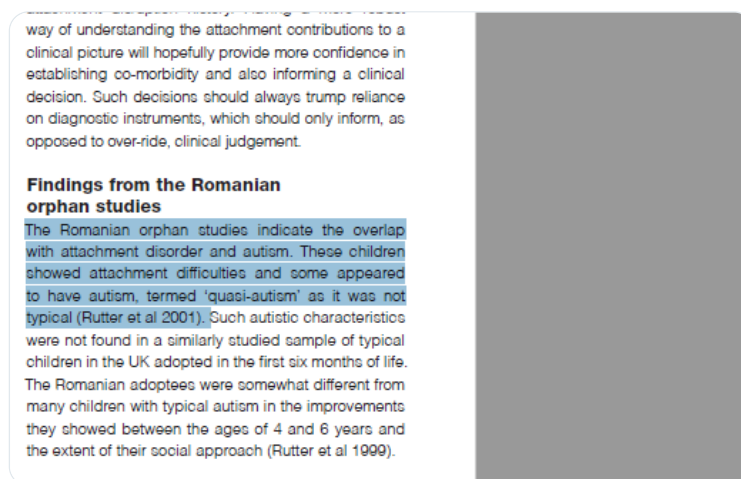 way of understanding the attachment contributions to a
clinical picture will hopefully provide more confidence in
establishing co-morbidity and also informing a clinical
decision. Such decisions should always trump reliance
on diagnostic instruments, which should only inform, as
opposed to over-ride, clinical judgement.
Findings from the Romanian
orphan studies
The Romanian orphan studies indicate the overlap
with attachment disorder and autism. These children
showed attachment difficulties and some appeared
to have autism, termed 'quasi-autism' as it was not
typical (Rutter et al 2001). Such autistic characteristics
were not found in a similarly studied sample of typical
children in the UK adopted in the first six months of life.
The Romanian adoptees were somewhat different from
many children with typical autism in the improvements
they showed between the ages of 4 and 6 years and
the extent of their social approach (Rutter et al 1999).